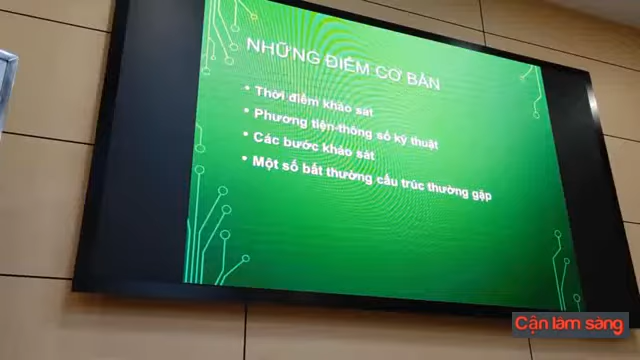 NHỮNG ĐIỂM CƠ BẢN
• Thời điểm khảo sát
• Phương tiện-thông số kỹ thuật
• Các bước khảo sát
• Một số bất thường cấu trúc thường gặp
Cận lâm sàng